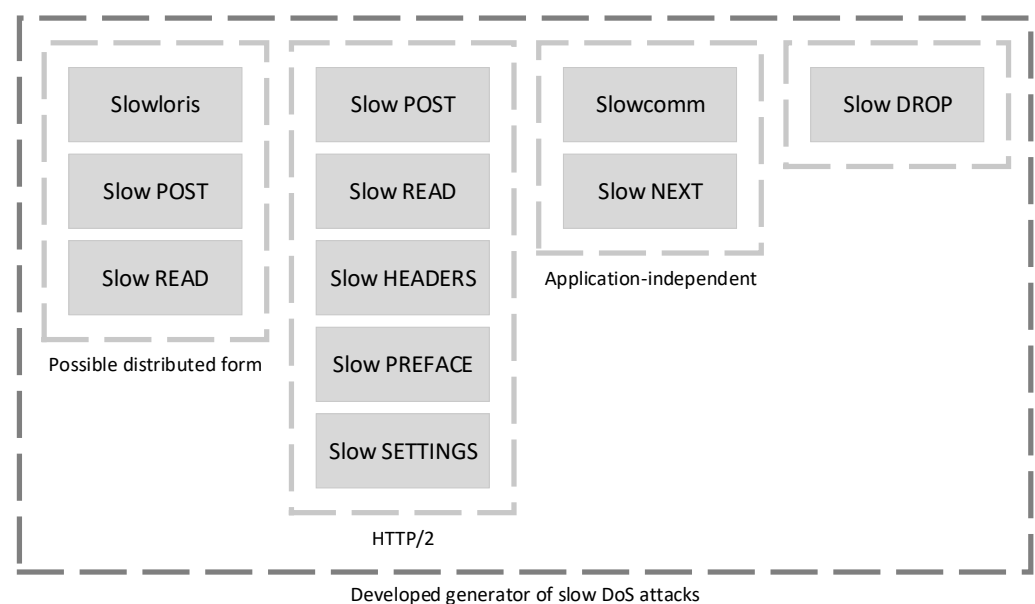 Slowloris
Slow POST
Slow READ
Possible distributed form
Slow POST
Slow READ
Slow HEADERS
Slow PREFACE
Slow SETTINGS
HTTP/2
Slowcomm
Slow NEXT
Application-independent
Slow DROP
Developed generator of slow DoS attacks